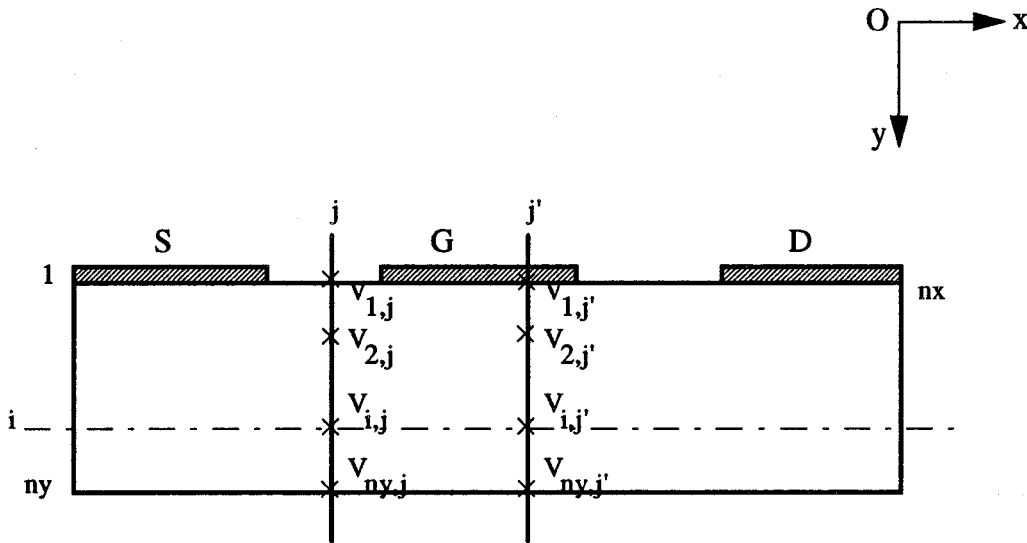 O x
y
j j'
S G D
1 nx
V1,j V1,j'
V2,j V2,j'
i Vi,j Vi,j'
ny Vny,j Vny,j'